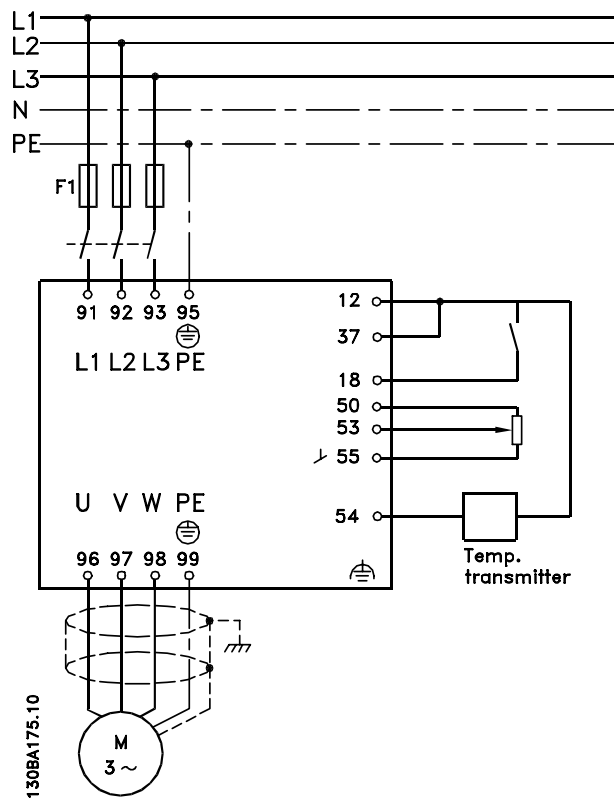 L1
L2
L3
N
PE
F1
91 92 93 95
L1 L2 L3 PE
12
37
18
50
53
55
54
U V W PE
96 97 98 99
Temp.
transmitter
M
3 ~
130BA175.10